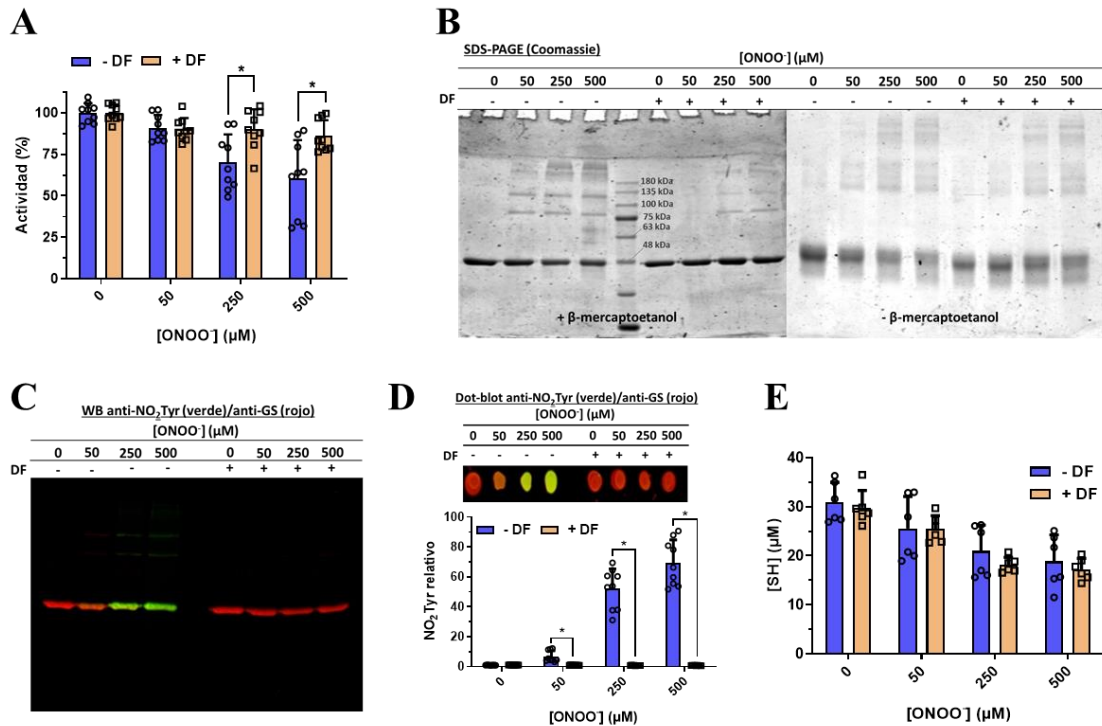 A
- DF + DF
*
*
Actividad (%)
100
75
50
25
0
0 50 250 500
[ONOO-] (µM)
B
SDS-PAGE (Coomassie)
[ONOO-] (µM)
0 50 250 500 0 50 250 500 0 50 250 500 0 50 250 500
DF - - - - + + + + - - - - + + + +
180 kDa
135 kDa
100 kDa
75 kDa
63 kDa
48 kDa
+ β-mercaptoetanol
- β-mercaptoetanol
C
WB anti-NO2Tyr (verde)/anti-GS (rojo)
[ONOO-] (µM)
0 50 250 500 0 50 250 500
DF - - - - + + + +
D
Dot-blot anti-NO2Tyr (verde)/anti-GS (rojo)
[ONOO-] (µM)
0 50 250 500 0 50 250 500
DF - - - - + + + +
- DF + DF
*
*
*
NO2Tyr relativo
100
80
60
40
20
0
0 50 250 500
[ONOO-] (µM)
E
- DF
+ DF
[SH] (µM)
40
30
20
10
0
0 50 250 500
[ONOO-] (µM)